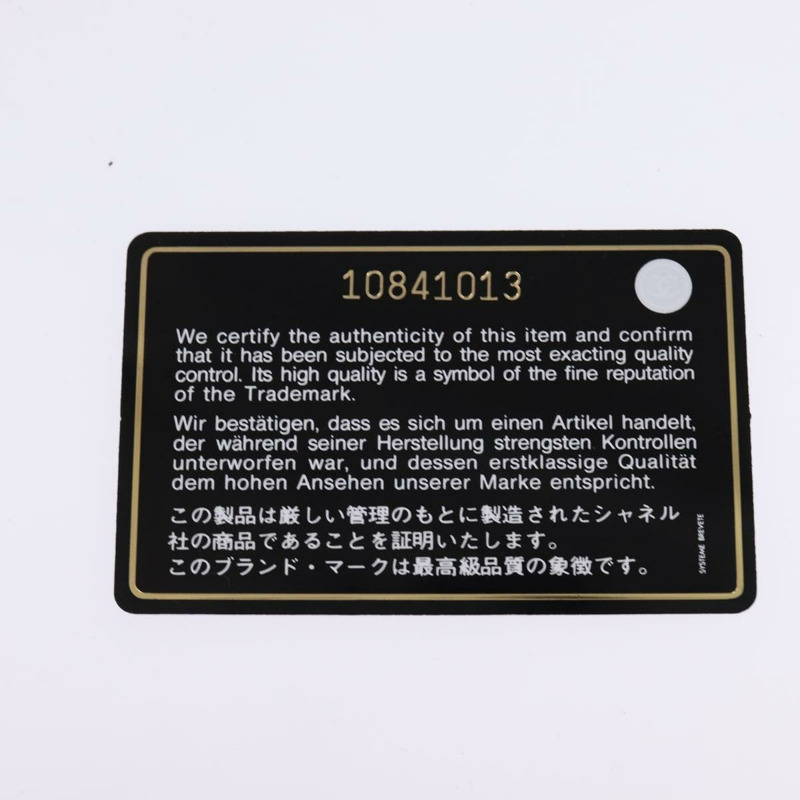 10841013
We certify the authenticity of this item and confirm
that it has been subjected to the most exacting quality
control. Its high quality is a symbol of the fine reputation
of the Trademark.
Wir bestätigen, dass es sich um einen Artikel handelt,
der während seiner Herstellung strengsten Kontrollen
unterworfen war, und dessen erstklassige Qualität
dem hohen Ansehen unserer Marke entspricht.
この製品は厳しい管理のもとに製造されたシャネル
社の商品であることを証明いたします。
このブランド・マークは最高級品質の象徴です。
SYSTEME BREVETE